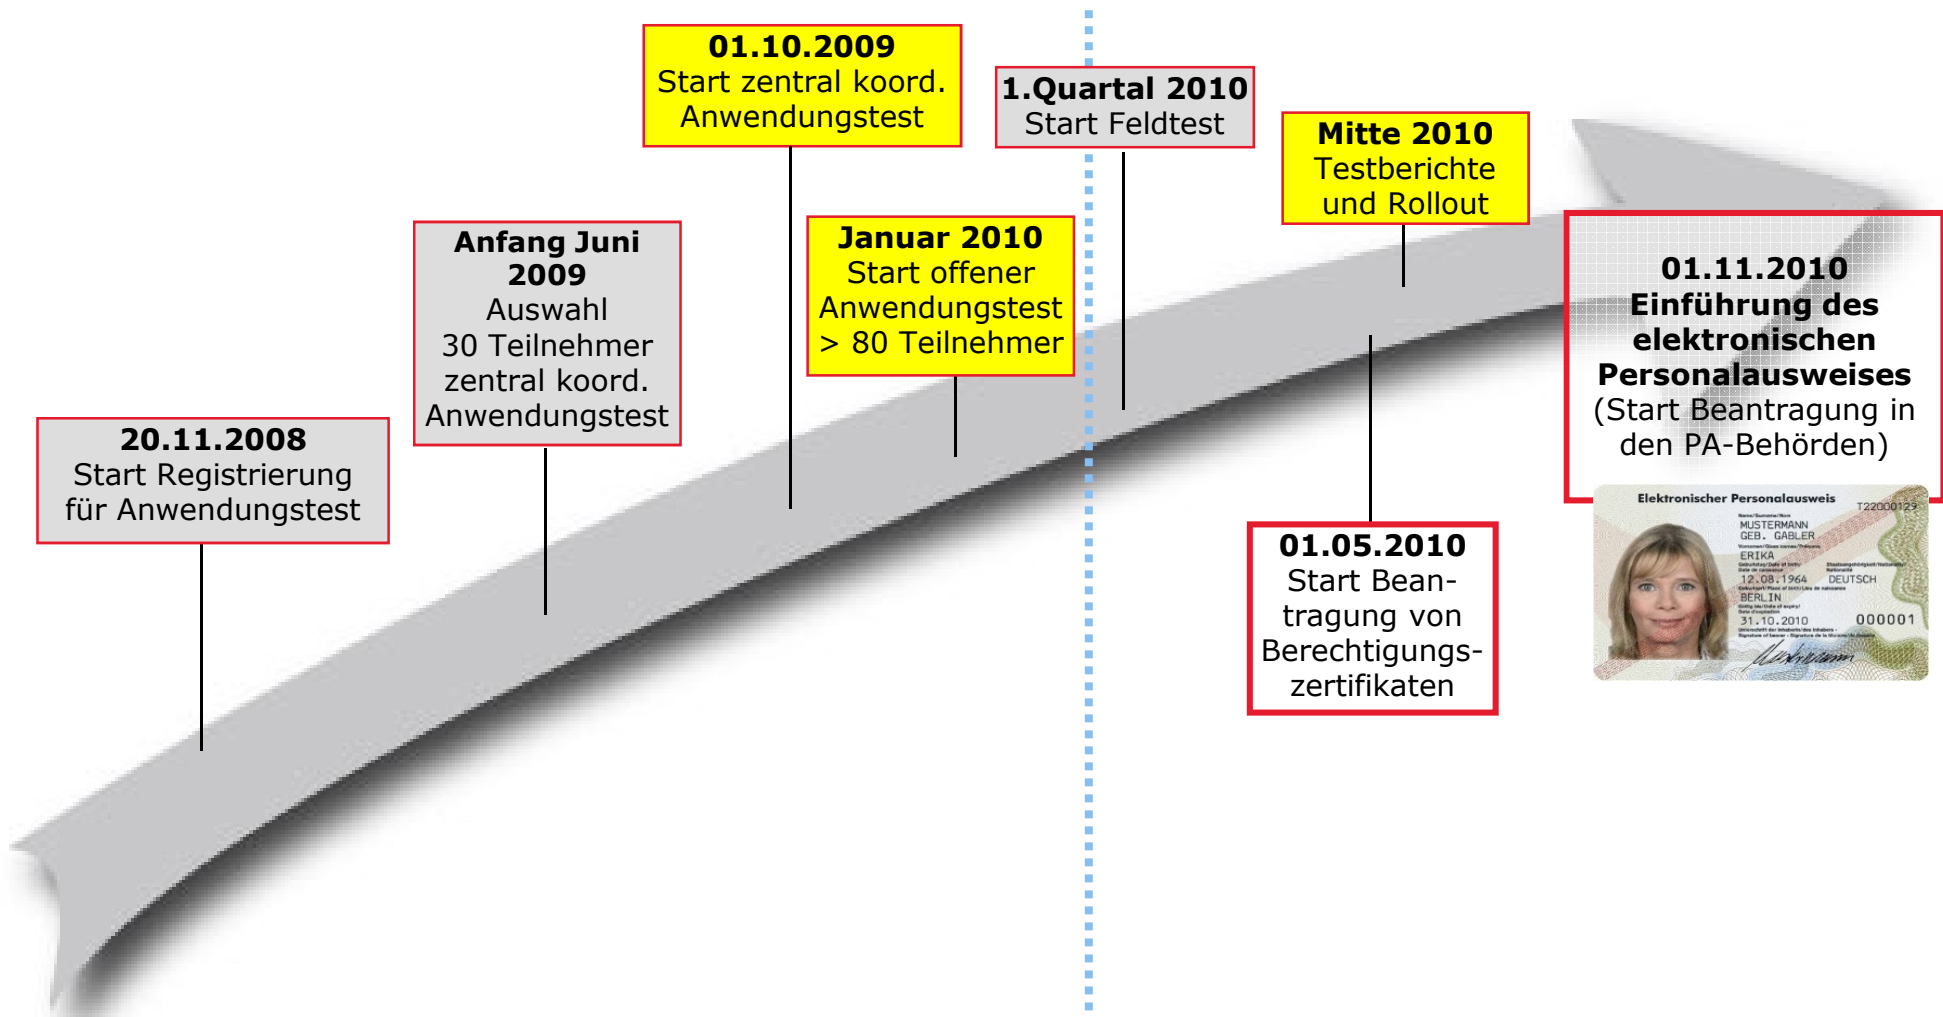 01.10.2009
Start zentral koord.
Anwendungstest
1.Quartal 2010
Start Feldtest
Mitte 2010
Testberichte
und Rollout
Anfang Juni
2009
Auswahl
30 Teilnehmer
zentral koord.
Anwendungstest
Januar 2010
Start offener
Anwendungstest
> 80 Teilnehmer
01.11.2010
Einführung des
elektronischen
Personalausweises
(Start Beantragung in
den PA-Behörden)
20.11.2008
Start Registrierung
für Anwendungstest
01.05.2010
Start Bean-
tragung von
Berechtigungs-
zertifikaten
Elektronischer Personalausweis
T22000129
Name/Surname/Nom
MUSTERMANN
GEB. GABLER
ERIKA
12.08.1964 DEUTSCH
BERLIN
31.10.2010 000001
Mustermann